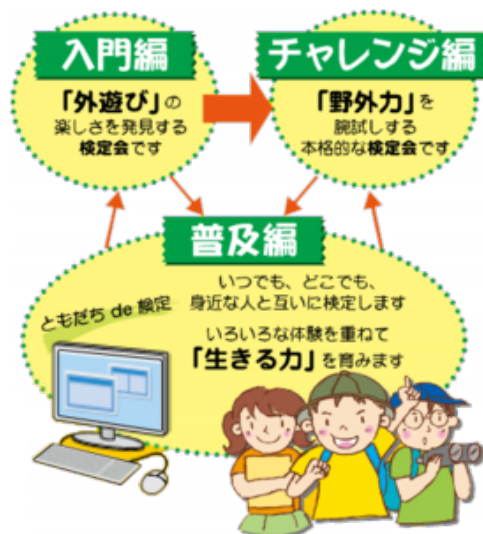 入門編
「外遊び」の
楽しさを発見する
検定会です
チャレンジ編
「野外力」を
腕試しする
本格的な検定会です
普及編
いつでも、どこでも、
身近な人と互いに検定します
ともだち de 検定
いろいろな体験を重ねて
「生きる力」を育みます